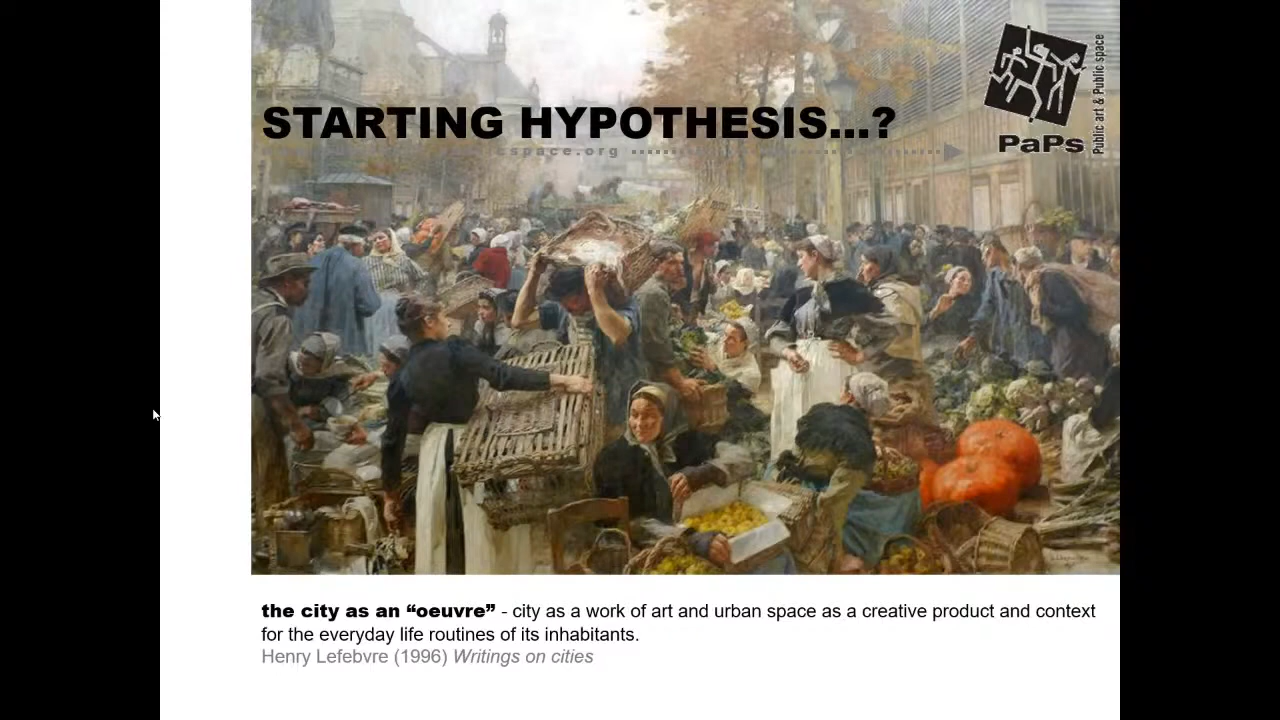 STARTING HYPOTHESIS...?
cspace.org
PaPs
Public art & Public space
the city as an “oeuvre” - city as a work of art and urban space as a creative product and context
for the everyday life routines of its inhabitants.
Henry Lefebvre (1996) Writings on cities